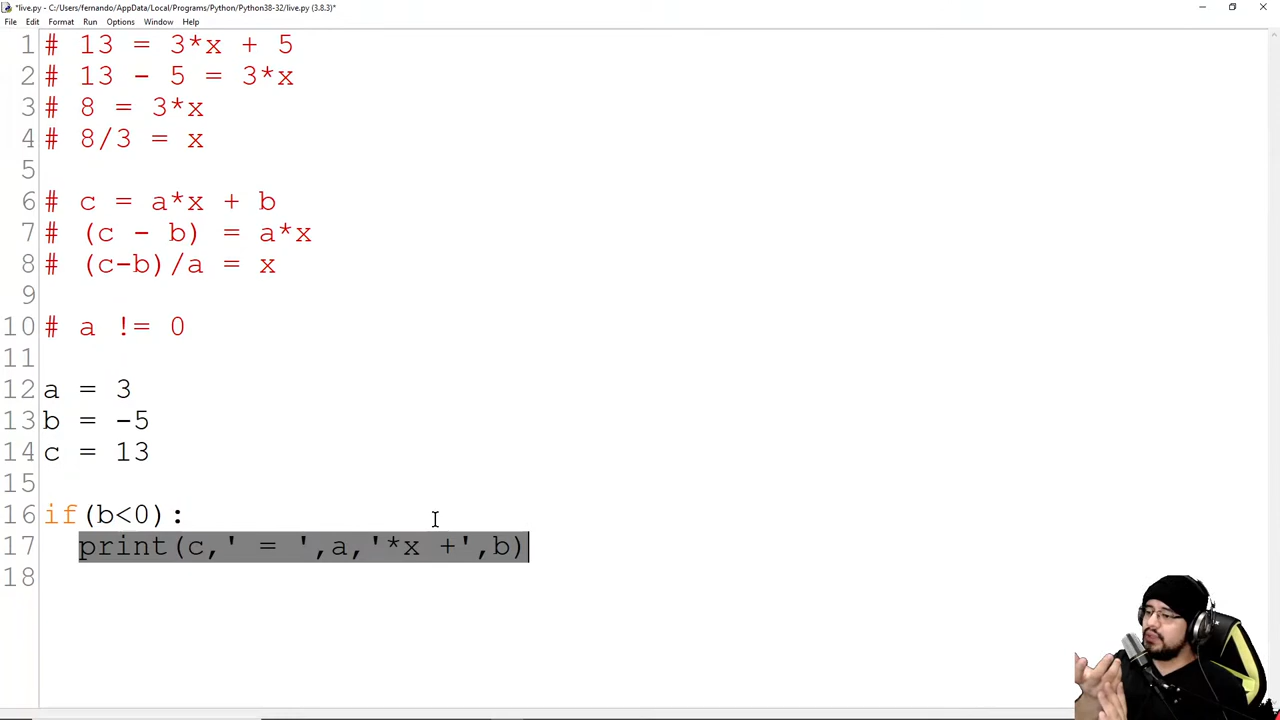 *live.py - C:/Users/fernando/AppData/Local/Programs/Python/Python38-32/live.py (3.8.3)*
File Edit Format Run Options Window Help
1 # 13 = 3*x + 5
2 # 13 - 5 = 3*x
3 # 8 = 3*x
4 # 8/3 = x
5
6 # c = a*x + b
7 # (c - b) = a*x
8 # (c-b)/a = x
9
10 # a != 0
11
12 a = 3
13 b = -5
14 c = 13
15
16 if(b<0):
17 print(c,' = ',a,'*x +',b)
18